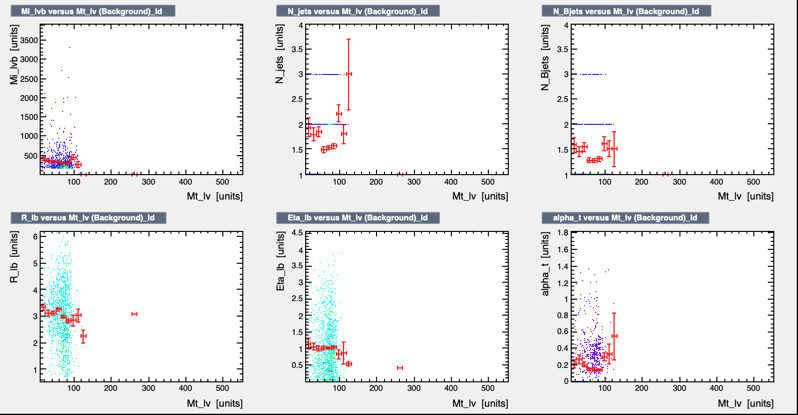 Mi_lvb versus Mt_lv (Background)_Id
N_jets versus Mt_lv (Background)_Id
N_Bjets versus Mt_lv (Background)_Id
Mi_lvb [units]
3500
3000
2500
2000
1500
1000
500
100 200 300 400 500
Mt_lv [units]
N_jets [units]
4
3.5
3
2.5
2
1.5
1
100 200 300 400 500
Mt_lv [units]
N_Bjets [units]
4
3.5
3
2.5
2
1.5
1
100 200 300 400 500
Mt_lv [units]
R_lb versus Mt_lv (Background)_Id
Eta_lb versus Mt_lv (Background)_Id
alpha_t versus Mt_lv (Background)_Id
R_lb [units]
6
5
4
3
2
1
100 200 300 400 500
Mt_lv [units]
Eta_lb [units]
4.5
4
3.5
3
2.5
2
1.5
1
0.5
100 200 300 400 500
Mt_lv [units]
alpha_t [units]
1.8
1.6
1.4
1.2
1
0.8
0.6
0.4
0.2
0
100 200 300 400 500
Mt_lv [units]